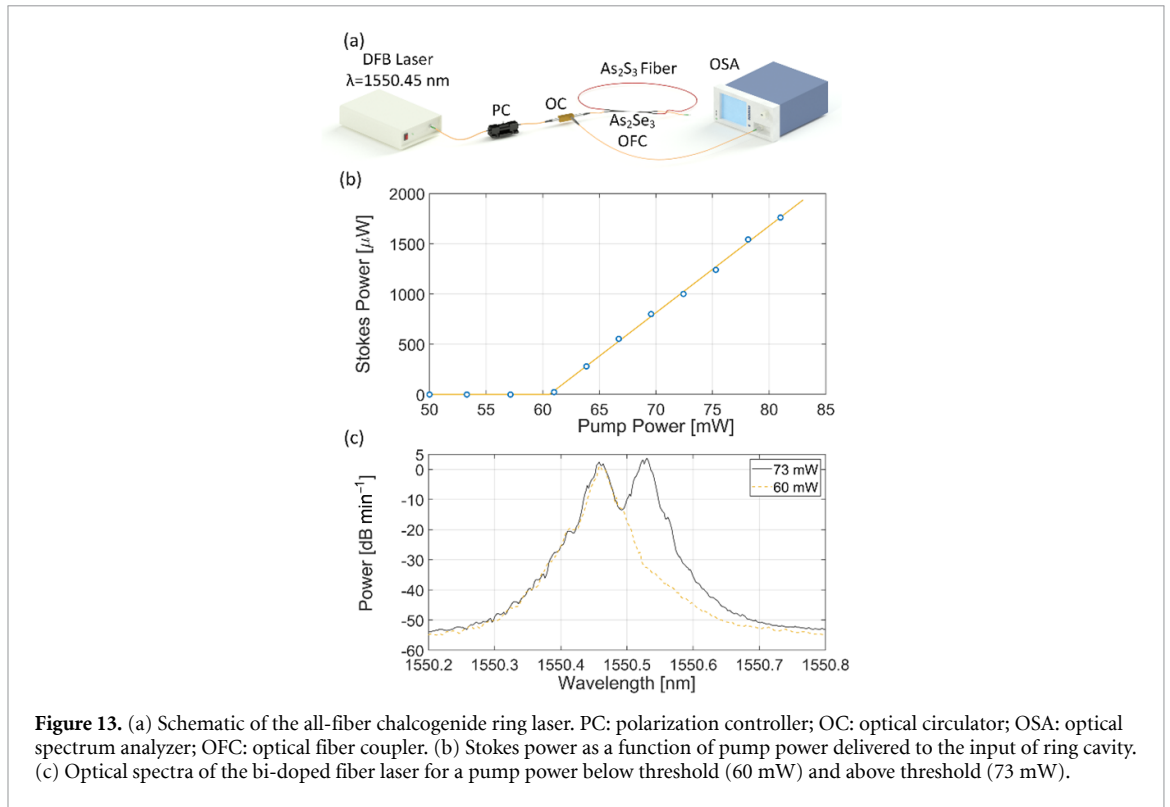 (a)
DFB Laser
λ=1550.45 nm
PC
OC
As₂S₃ Fiber
As₂Se₃
OFC
OSA
(b)
2000
1500
1000
500
0
Stokes Power [μW]
50 55 60 65 70 75 80 85
Pump Power [mW]
(c)
5
0
-10
-20
-30
-40
-50
-60
Power [dB min⁻¹]
73 mW
60 mW
1550.2 1550.3 1550.4 1550.5 1550.6 1550.7 1550.8
Wavelength [nm]
Figure 13. (a) Schematic of the all-fiber chalcogenide ring laser. PC: polarization controller; OC: optical circulator; OSA: optical
spectrum analyzer; OFC: optical fiber coupler. (b) Stokes power as a function of pump power delivered to the input of ring cavity.
(c) Optical spectra of the bi-doped fiber laser for a pump power below threshold (60 mW) and above threshold (73 mW).